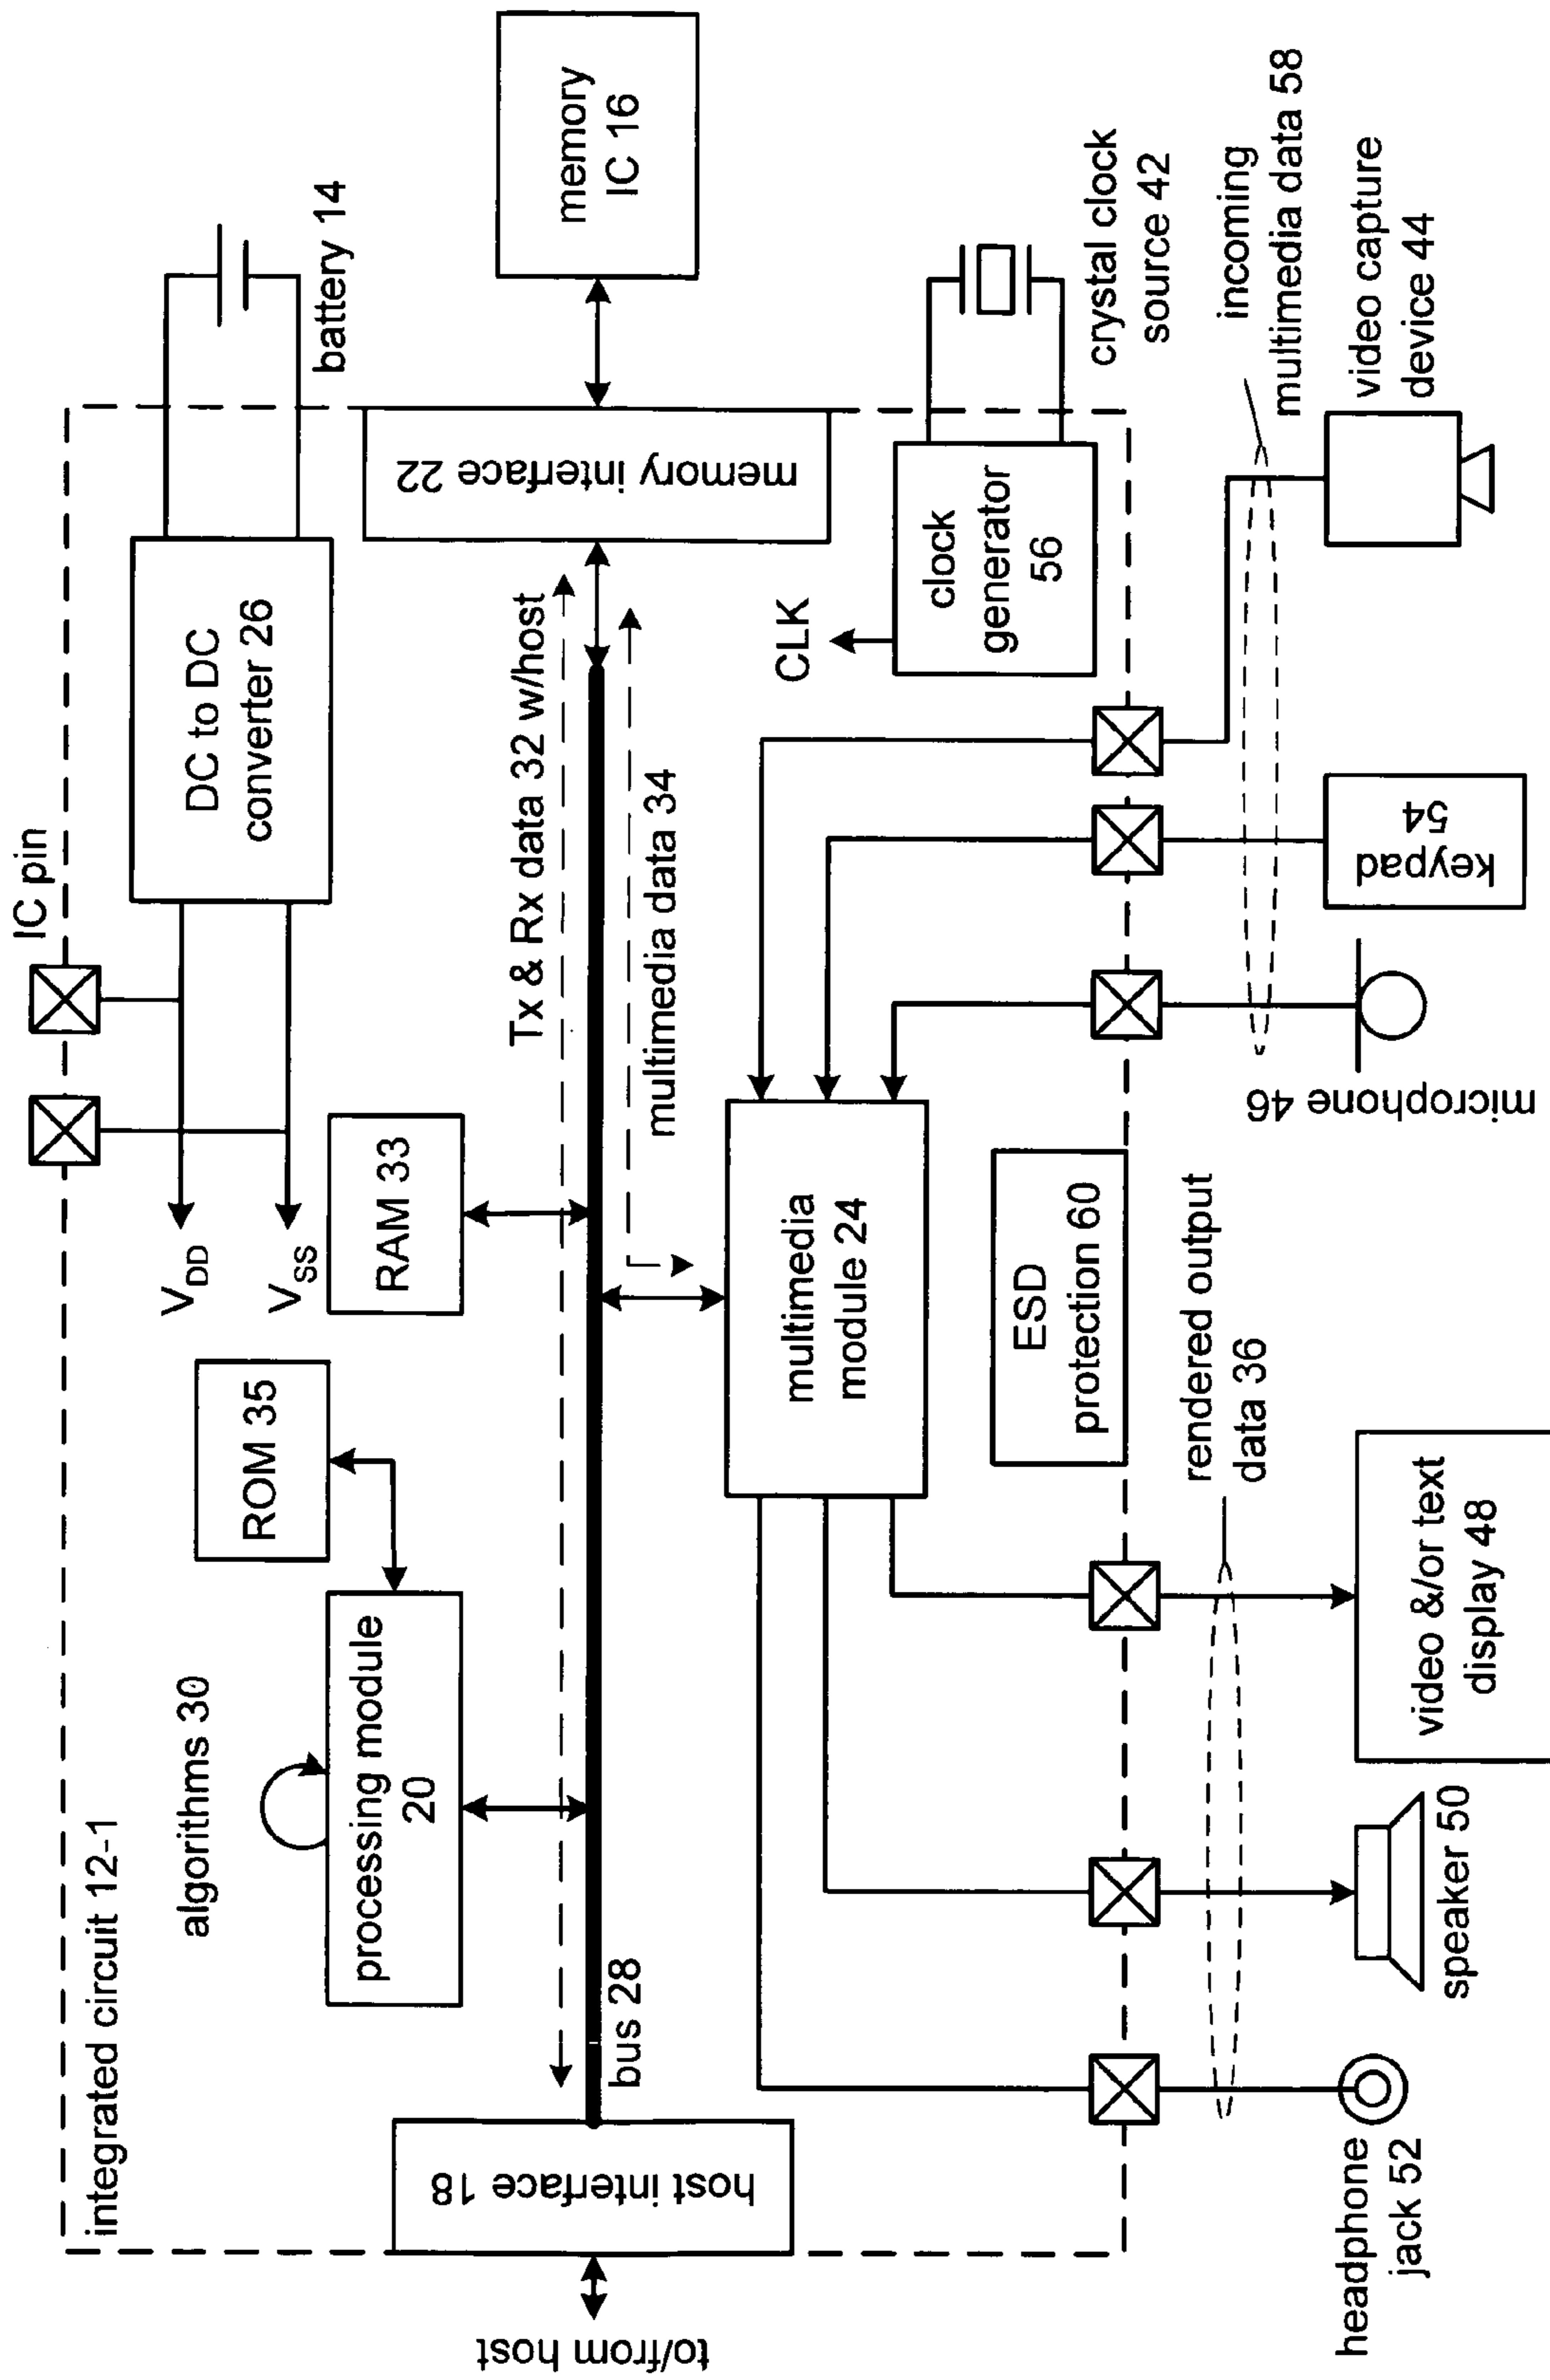 integrated circuit 12-1
IC pin
algorithms 30
ROM 35
V_DD
V_SS
DC to DC
converter 26
battery 14
processing module
20
RAM 33
Tx & Rx data 32 w/host
multimedia data 34
bus 28
to/from host
host interface 18
memory interface 22
memory
IC 16
multimedia
module 24
CLK
clock
generator
56
crystal clock
source 42
ESD
protection 60
rendered output
data 36
incoming
multimedia data 58
headphone
jack 52
speaker 50
video &/or text
display 48
microphone 46
keypad
54
video capture
device 44